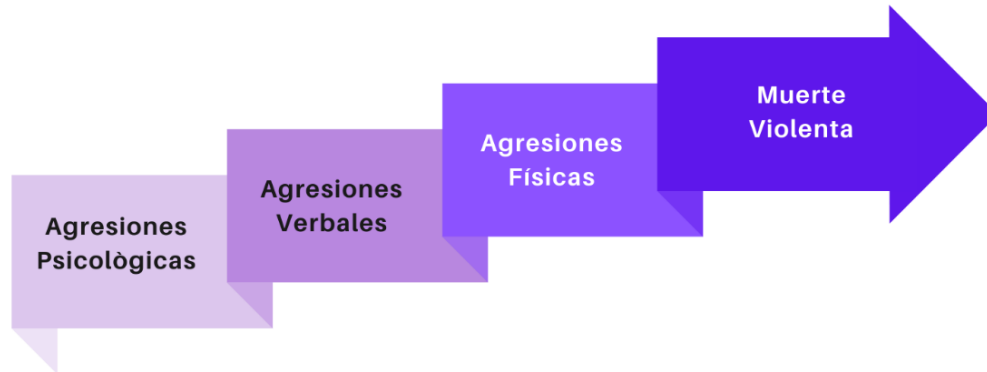 Agresiones
Psicològicas
Agresiones
Verbales
Agresiones
Físicas
Muerte
Violenta